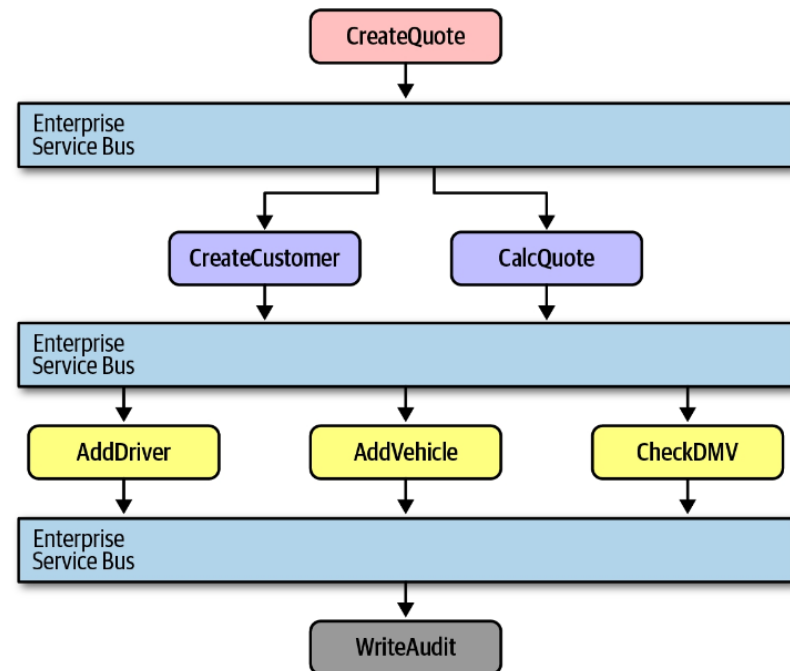 CreateQuote
Enterprise
Service Bus
CreateCustomer
CalcQuote
Enterprise
Service Bus
AddDriver
AddVehicle
CheckDMV
Enterprise
Service Bus
WriteAudit